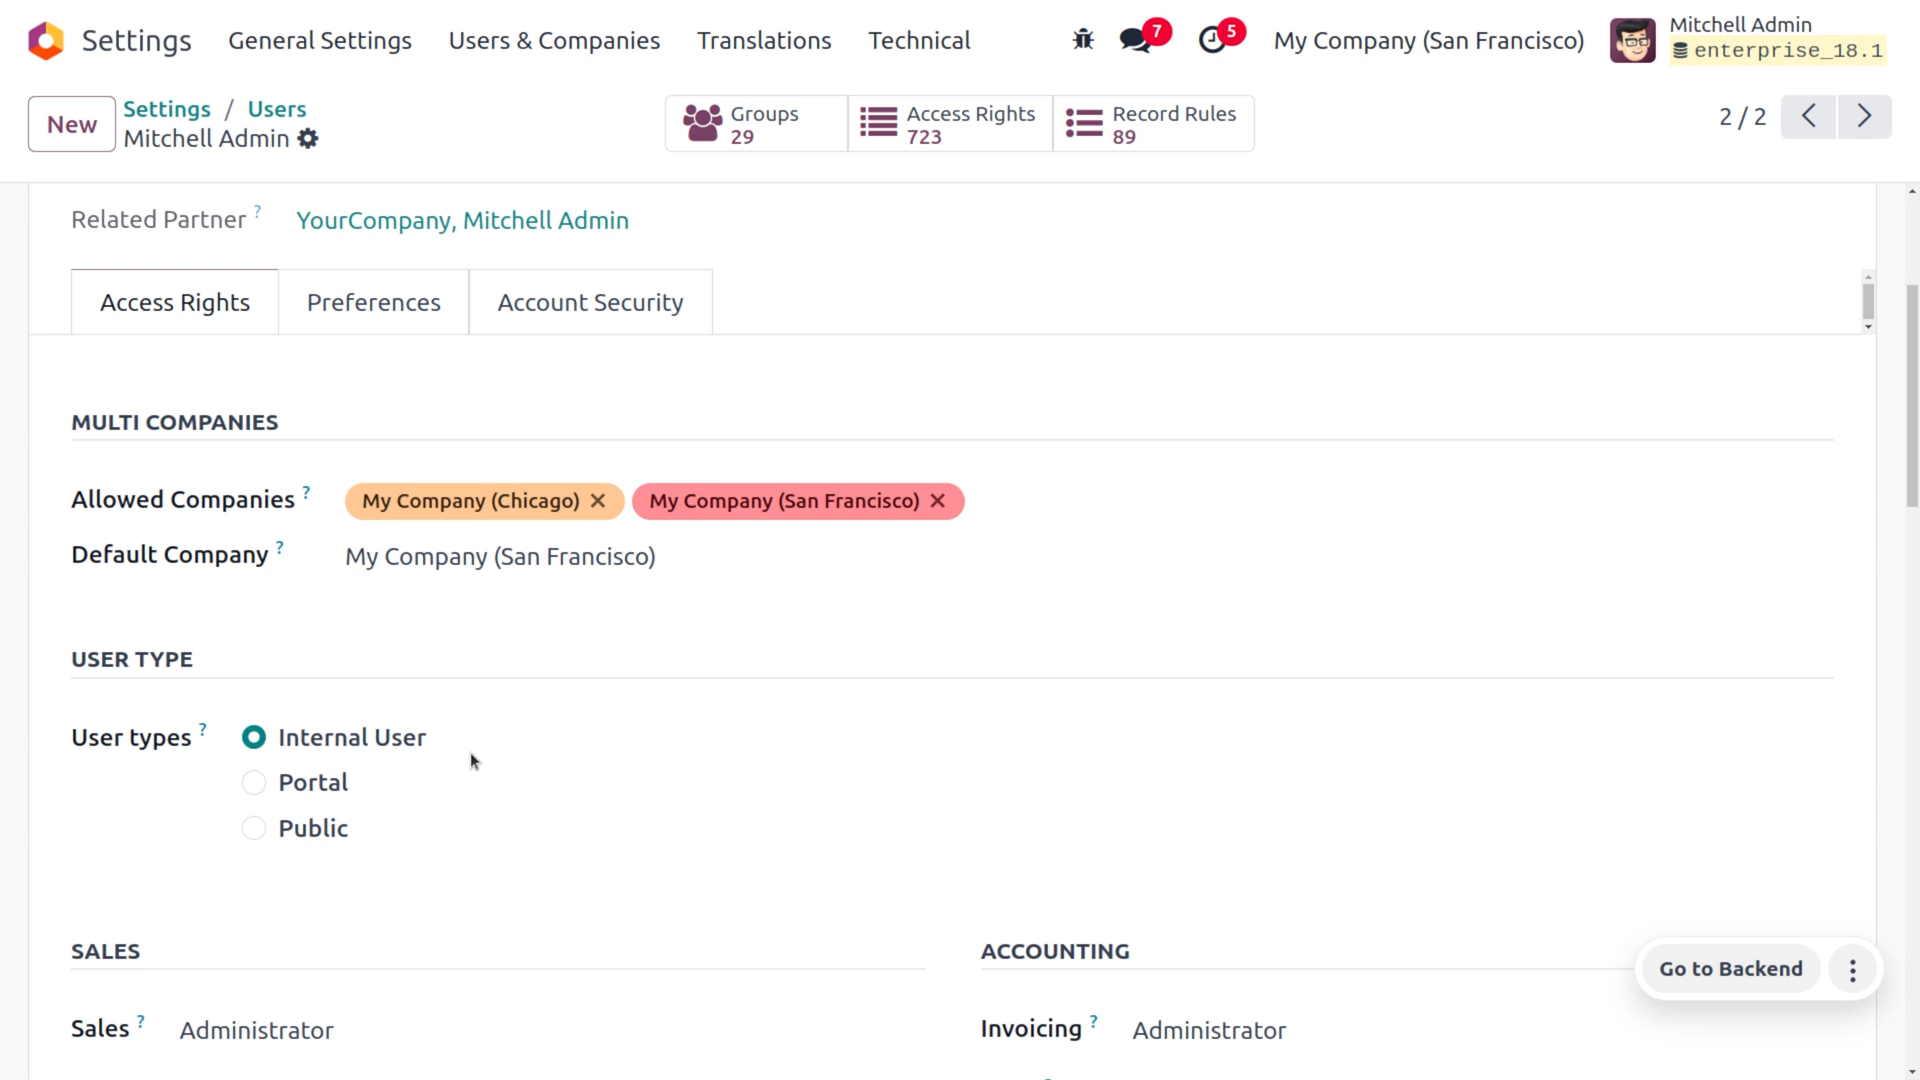 Settings General Settings Users & Companies Translations Technical 7 5 My Company (San Francisco) Mitchell Admin
enterprise_18.1
New Settings / Users
Mitchell Admin
Groups
29
Access Rights
723
Record Rules
89
2 / 2
Related Partner ? YourCompany, Mitchell Admin
Access Rights Preferences Account Security
MULTI COMPANIES
Allowed Companies ? My Company (Chicago) My Company (San Francisco)
Default Company ? My Company (San Francisco)
USER TYPE
User types ? Internal User
Portal
Public
SALES ACCOUNTING
Go to Backend
Sales ? Administrator Invoicing ? Administrator